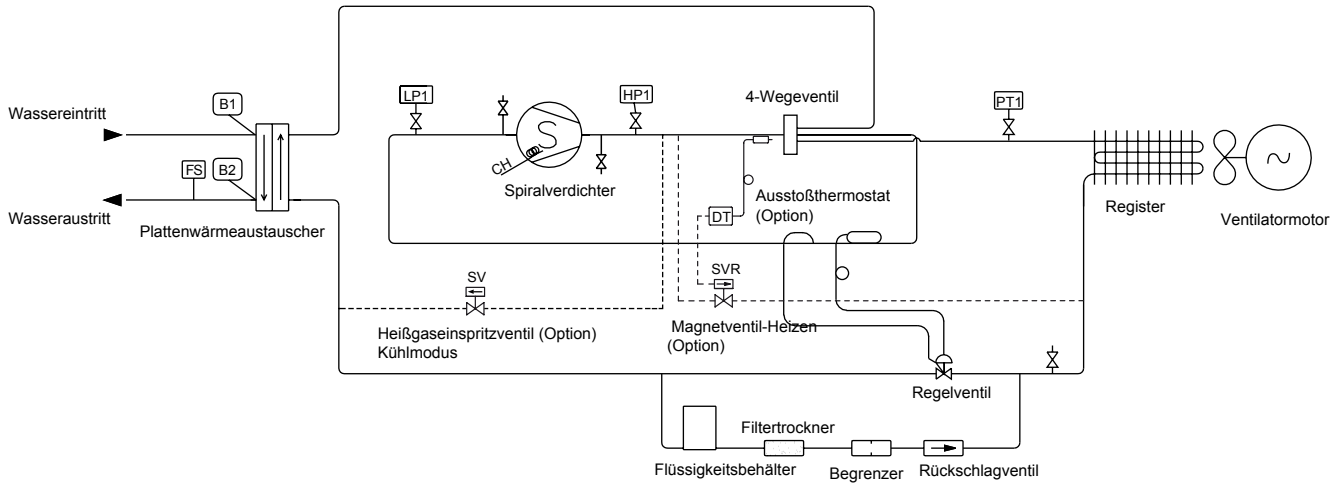 LP1
HP1
4-Wegeventil
PT1
Wassereintritt
B1
S
CH
FS
B2
Spiralverdichter
Ausstoßthermostat
(Option)
DT
Wasseraustritt
Plattenwärmeaustauscher
Register
Ventilatormotor
SV
SVR
Heißgaseinspritzventil (Option)
Kühlmodus
Magnetventil-Heizen
(Option)
Regelventil
Filtertrockner
Flüssigkeitsbehälter
Begrenzer
Rückschlagventil